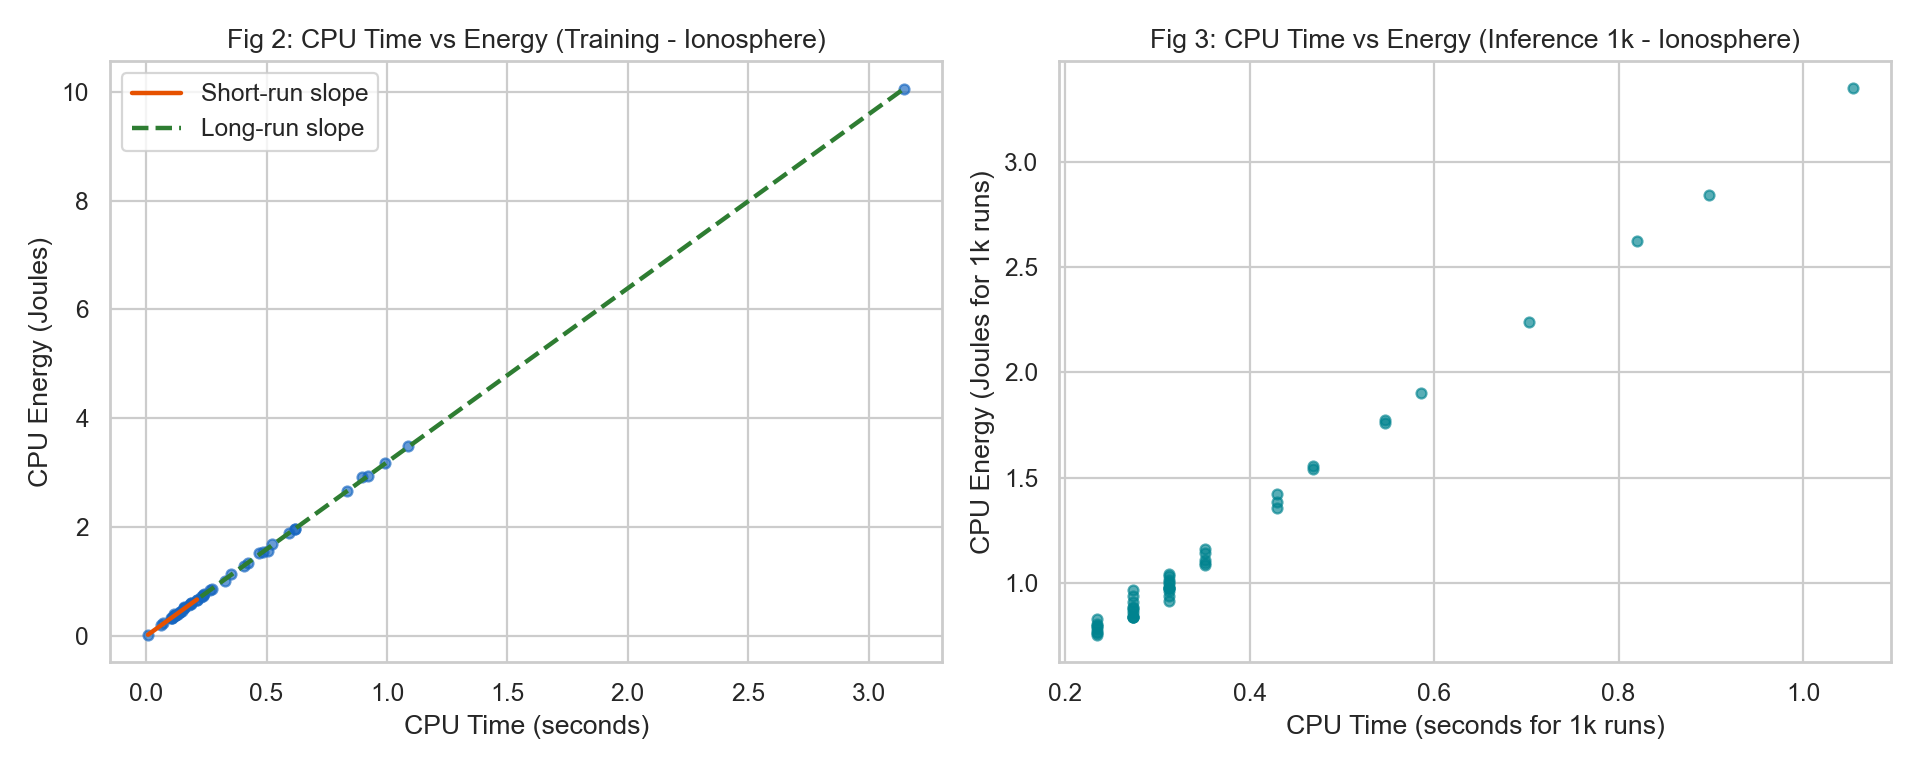 Fig 2: CPU Time vs Energy (Training - Ionosphere)
Short-run slope
Long-run slope
CPU Energy (Joules)
10
8
6
4
2
0
0.0 0.5 1.0 1.5 2.0 2.5 3.0
CPU Time (seconds)
Fig 3: CPU Time vs Energy (Inference 1k - Ionosphere)
CPU Energy (Joules for 1k runs)
3.0
2.5
2.0
1.5
1.0
0.2 0.4 0.6 0.8 1.0
CPU Time (seconds for 1k runs)